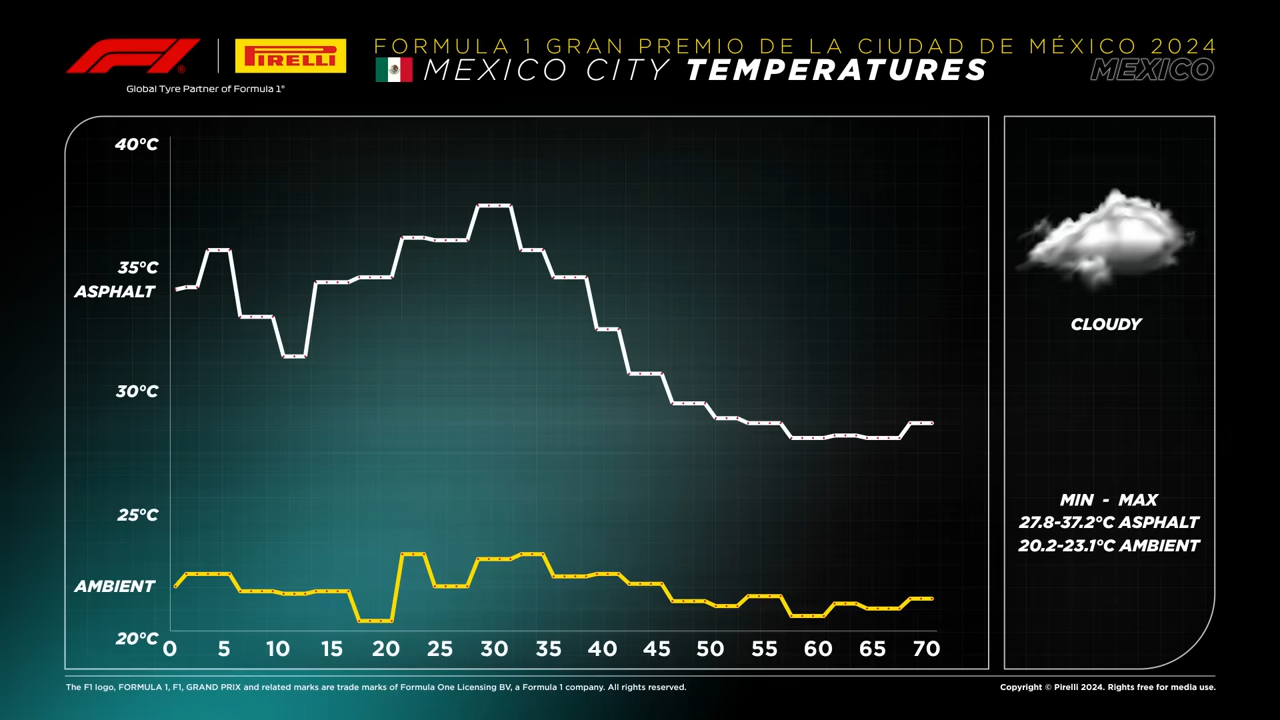 F1®
PIRELLI
Global Tyre Partner of Formula 1®
FORMULA 1 GRAN PREMIO DE LA CIUDAD DE MÉXICO 2024
MEXICO CITY TEMPERATURES
MEXICO
40°C
35°C
ASPHALT
30°C
25°C
AMBIENT
20°C
0 5 10 15 20 25 30 35 40 45 50 55 60 65 70
CLOUDY
MIN - MAX
27.8-37.2°C ASPHALT
20.2-23.1°C AMBIENT
The F1 logo, FORMULA 1, F1, GRAND PRIX and related marks are trade marks of Formula One Licensing BV, a Formula 1 company. All rights reserved.
Copyright © Pirelli 2024. Rights free for media use.